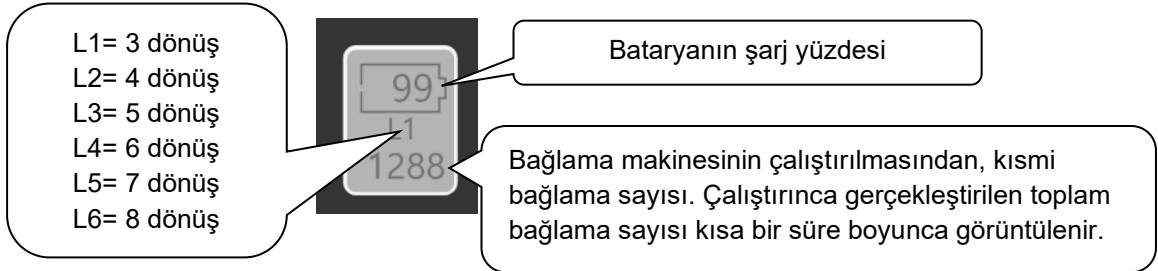 L1= 3 dönüş
L2= 4 dönüş
L3= 5 dönüş
L4= 6 dönüş
L5= 7 dönüş
L6= 8 dönüş
99
L1
1288
Bataryanın şarj yüzdesi
Bağlama makinesinin çalıştırılmasından, kısmi
bağlama sayısı. Çalıştırınca gerçekleştirilen toplam
bağlama sayısı kısa bir süre boyunca görüntülenir.